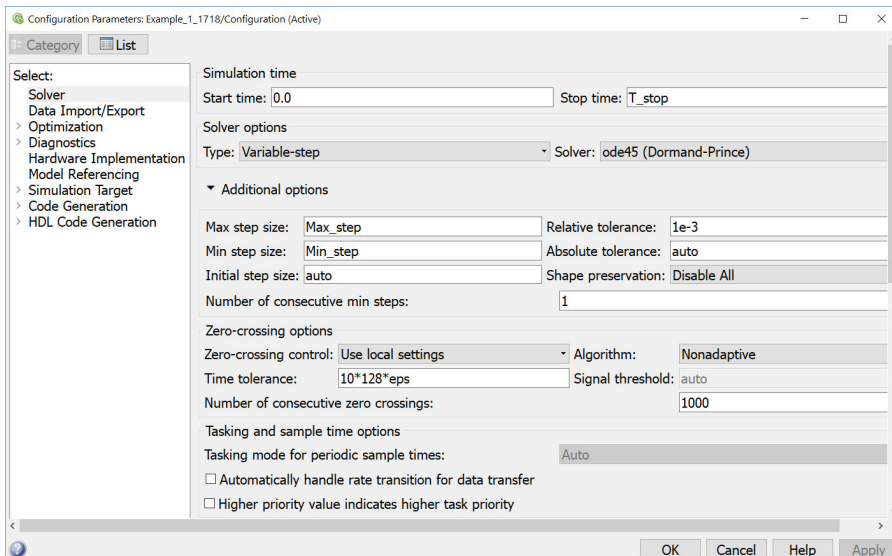 Configuration Parameters: Example_1_1718/Configuration (Active)
Category List
Select:
Solver
Data Import/Export
Optimization
Diagnostics
Hardware Implementation
Model Referencing
Simulation Target
Code Generation
HDL Code Generation
Simulation time
Start time: 0.0 Stop time: T_stop
Solver options
Type: Variable-step Solver: ode45 (Dormand-Prince)
Additional options
Max step size: Max_step Relative tolerance: 1e-3
Min step size: Min_step Absolute tolerance: auto
Initial step size: auto Shape preservation: Disable All
Number of consecutive min steps: 1
Zero-crossing options
Zero-crossing control: Use local settings Algorithm: Nonadaptive
Time tolerance: 10*128*eps Signal threshold: auto
Number of consecutive zero crossings: 1000
Tasking and sample time options
Tasking mode for periodic sample times: Auto
Automatically handle rate transition for data transfer
Higher priority value indicates higher task priority
OK Cancel Help Apply